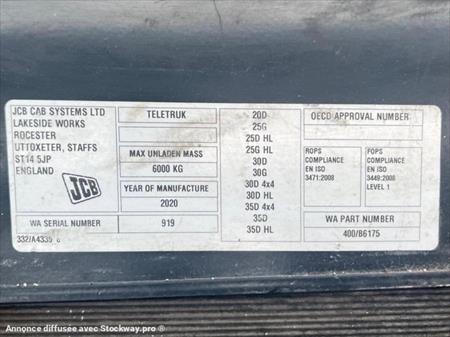 JCB CAB SYSTEMS LTD
LAKESIDE WORKS
ROCESTER
UTTOXETER, STAFFS
ST14 5JP
ENGLAND
JCB
WA SERIAL NUMBER
332/A4339
TELETRUK
MAX UNLADEN MASS
6000 KG
YEAR OF MANUFACTURE
2020
919
20D
25G
25D HL
25G HL
30D
30G
30D 4x4
30D HL
35D 4x4
35D
35D HL
OECD APPROVAL NUMBER
ROPS
COMPLIANCE
EN ISO
3471:2008
FOPS
COMPLIANCE
EN ISO
3449:2008
LEVEL 1
WA PART NUMBER
400/B6175
Annonce diffusée avec Stockway.pro ®